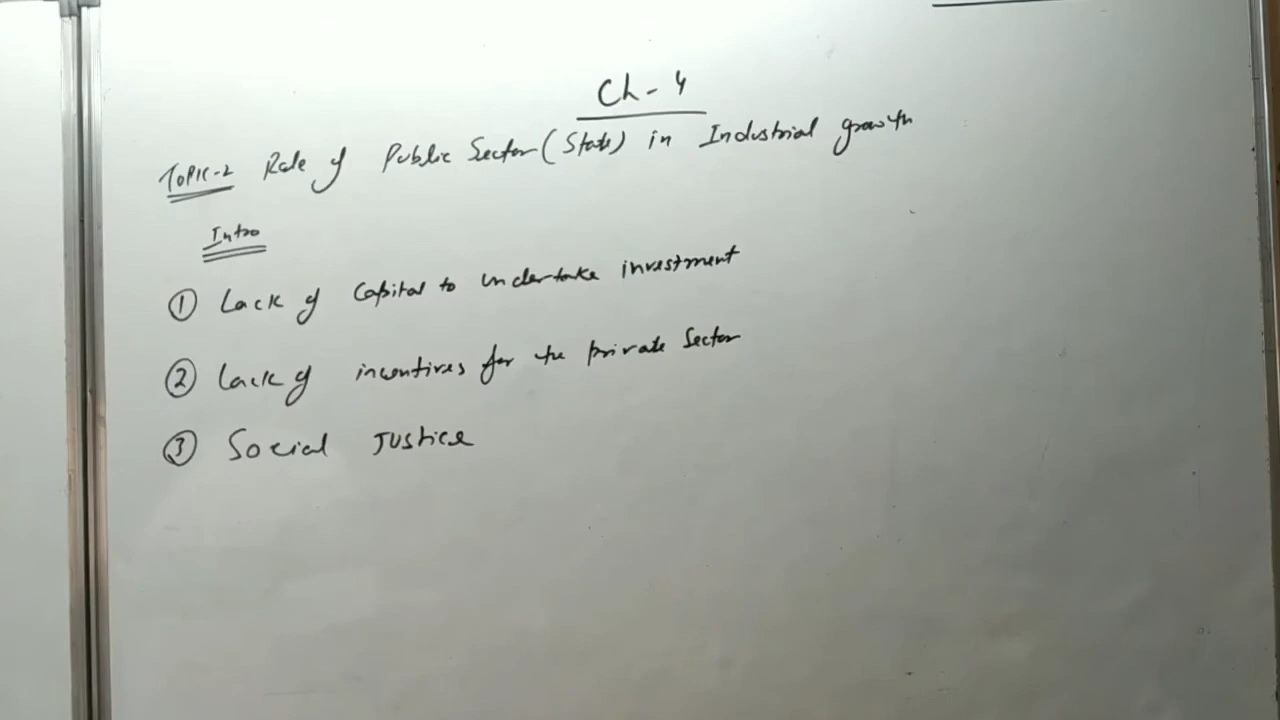 Ch-4
Topic-2 Role of Public Sector (State) in Industrial growth
Intro
① Lack of Capital to undertake investment
② Lack of incentives for the private Sector
③ Social Justice